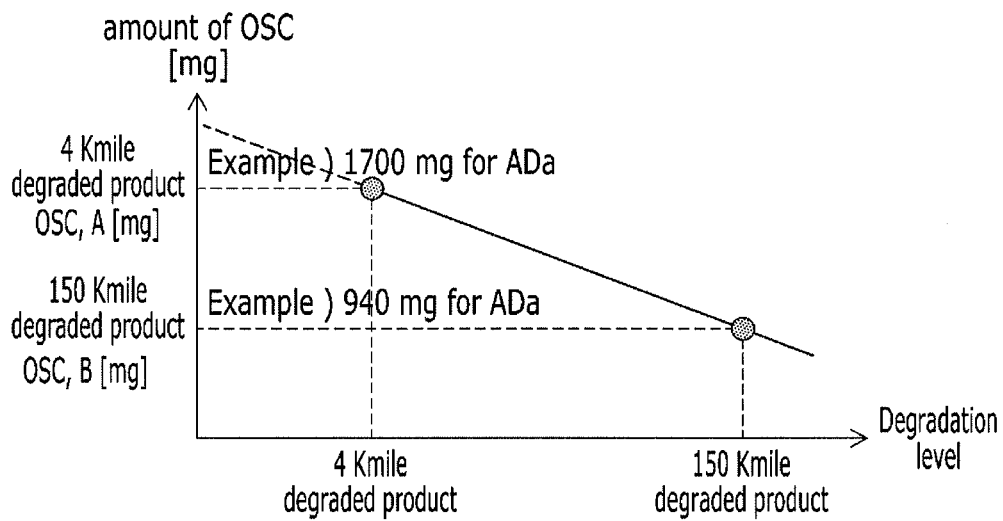 amount of OSC
[mg]
4 Kmile
degraded product
OSC, A [mg]
Example ) 1700 mg for ADa
150 Kmile
degraded product
OSC, B [mg]
Example ) 940 mg for ADa
Degradation
level
4 Kmile
degraded product
150 Kmile
degraded product